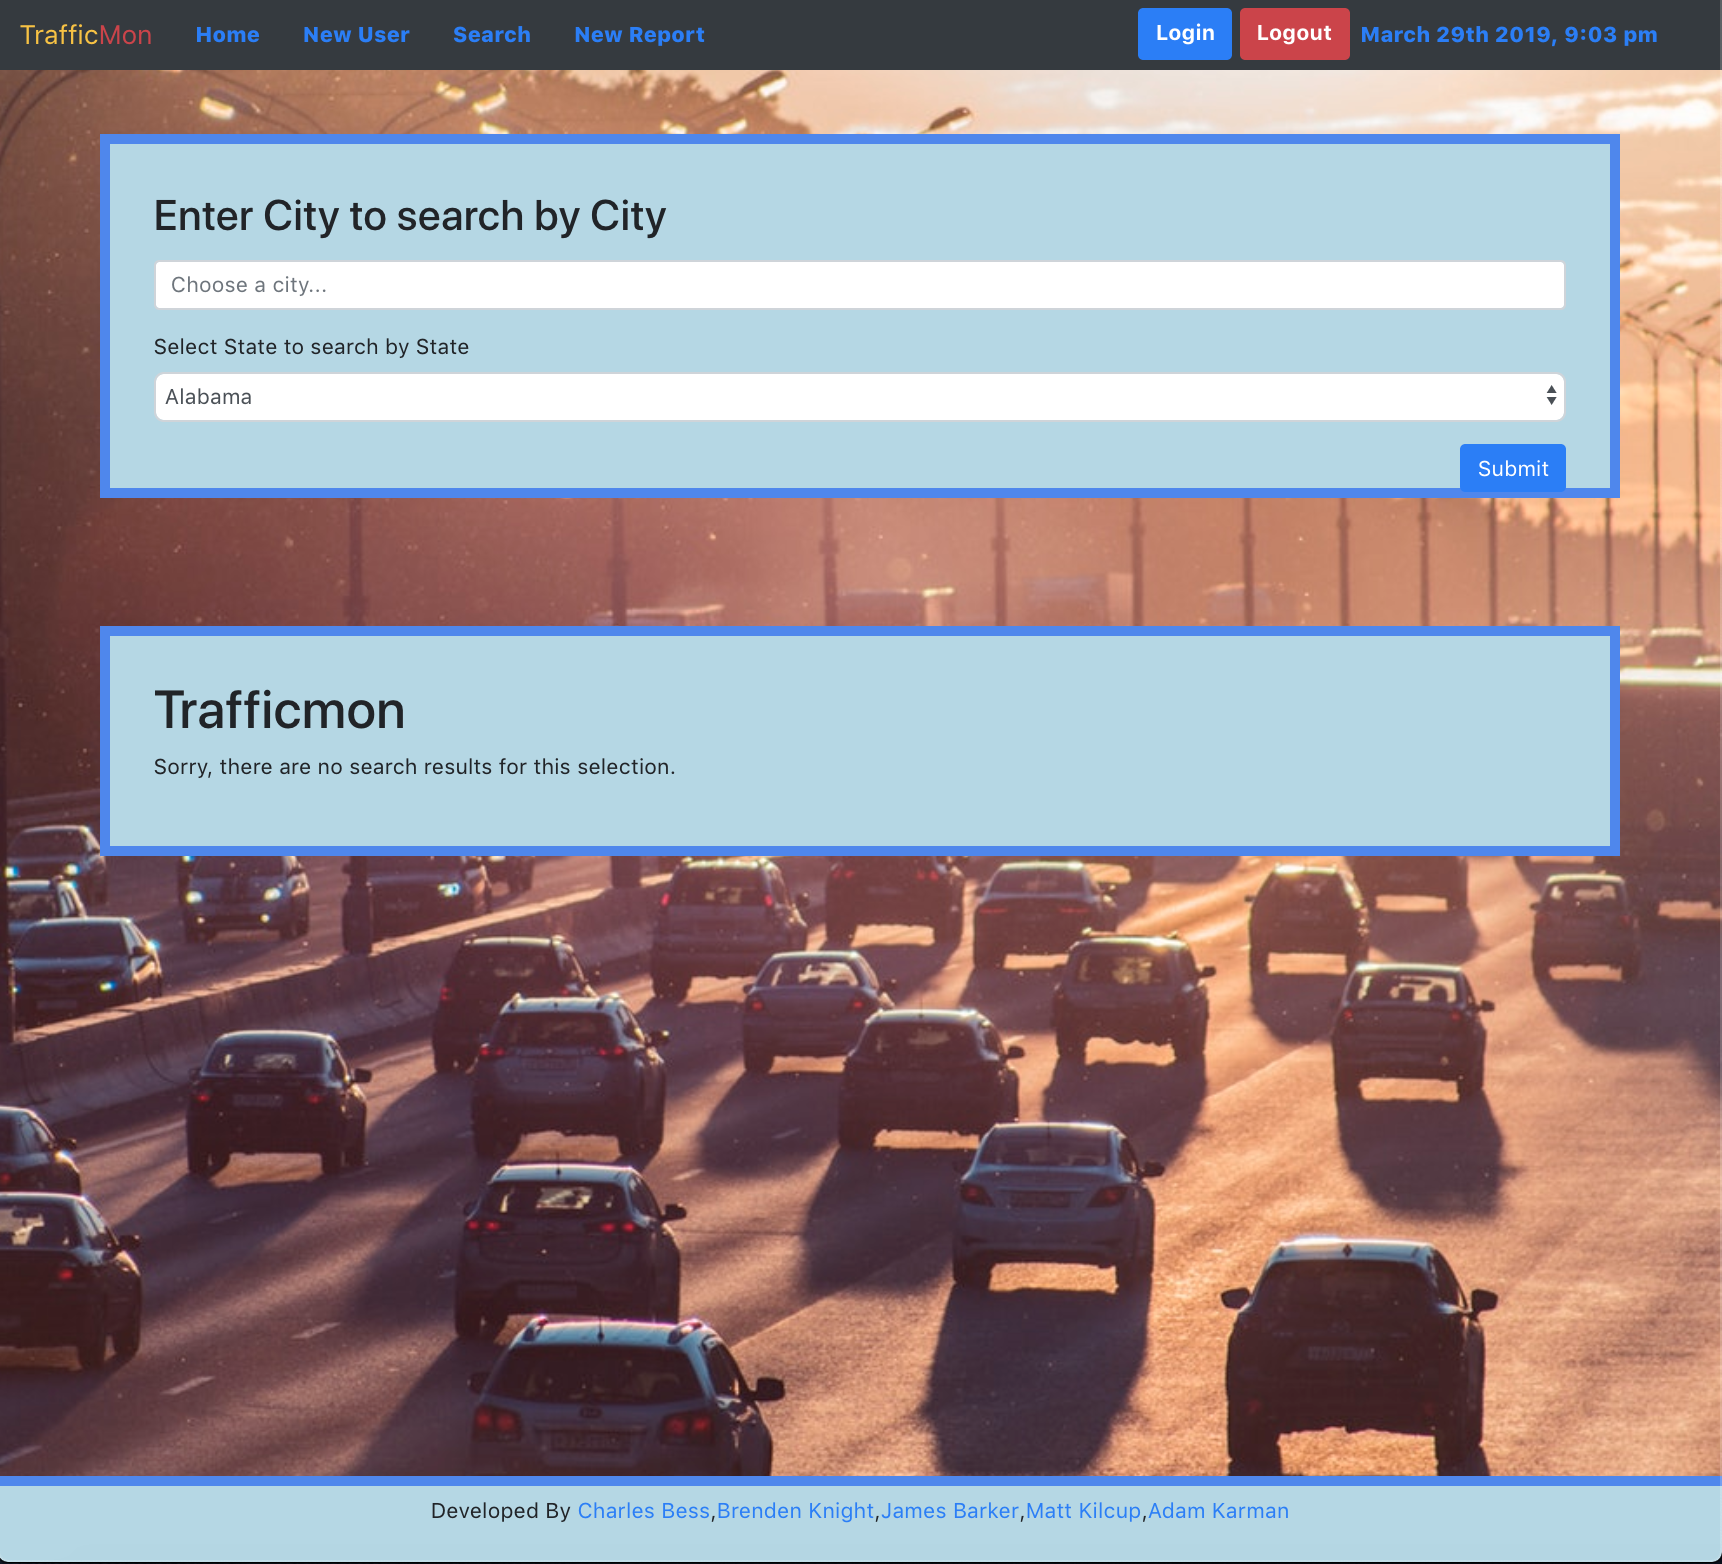 TrafficMon Home New User Search New Report Login Logout March 29th 2019, 9:03 pm
Enter City to search by City
Choose a city...
Select State to search by State
Alabama
Submit
Trafficmon
Sorry, there are no search results for this selection.
Developed By Charles Bess,Brenden Knight,James Barker,Matt Kilcup,Adam Karman